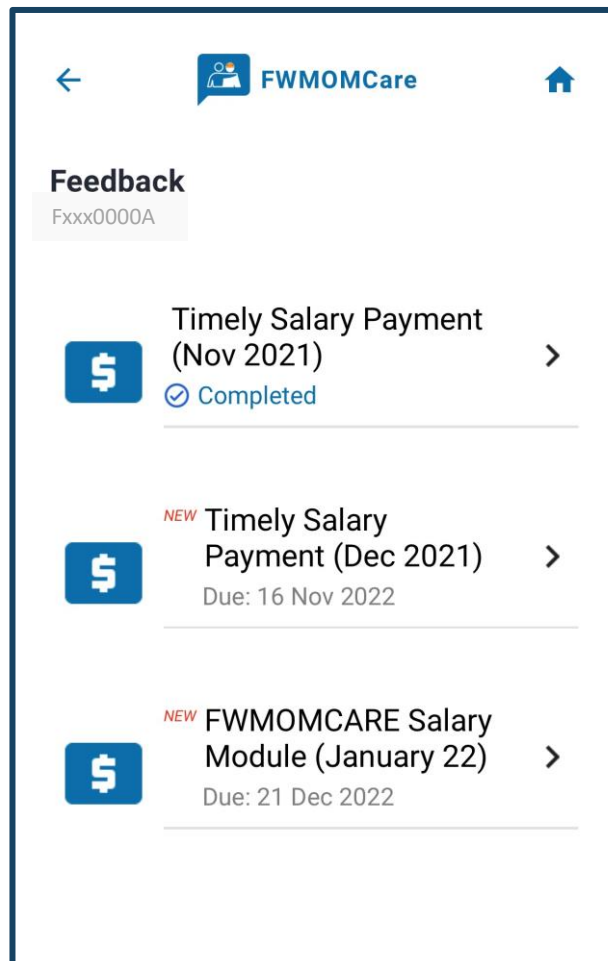 FWMOMCare
Feedback
Fxxx0000A
Timely Salary Payment
(Nov 2021)
Completed
NEW Timely Salary
Payment (Dec 2021)
Due: 16 Nov 2022
NEW FWMOMCARE Salary
Module (January 22)
Due: 21 Dec 2022